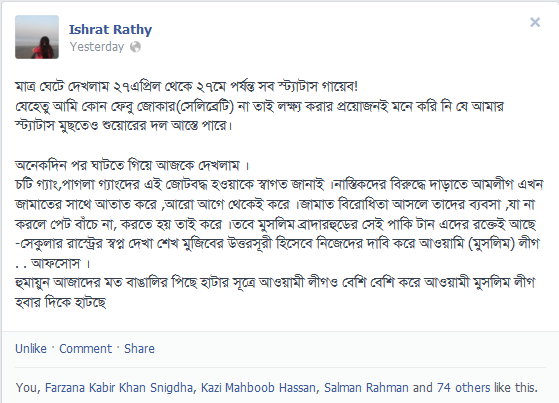 Ishrat Rathy
Yesterday
মাত্র ঘেটে দেখলাম ২৭এপ্রিল থেকে ২৭মে পর্যন্ত সব স্ট্যাটাস গায়েব!
যেহেতু আমি কোন ফেবু জোকার(সেলিব্রেটি) না তাই লক্ষ্য করার প্রয়োজনই মনে করি নি যে আমার
স্ট্যাটাস মুছতেও শুয়োরের দল আস্তে পারে।
অনেকদিন পর ঘাটতে গিয়ে আজকে দেখলাম ।
চটি গ্যাং,পাগলা গ্যাংদের এই জোটবদ্ধ হওয়াকে স্বাগত জানাই ।নাস্তিকদের বিরুদ্ধে দাড়াতে আমলীগ এখন
জামাতের সাথে আতাত করে ,আরো আগে থেকেই করে ।জামাত বিরোধিতা আসলে তাদের ব্যবসা ,যা না
করলে পেট বাঁচে না, করতে হয় তাই করে ।তবে মুসলিম ব্রাদারহুডের সেই পাকি টান এদের রক্তেই আছে
-সেকুলার রাস্ট্রের স্বপ্ন দেখা শেখ মুজিবের উত্তরসূরী হিসেবে নিজেদের দাবি করে আওয়ামি (মুসলিম) লীগ
. . আফসোস ।
হুমায়ুন আজাদের মত বাঙালির পিছে হাটার সূত্রে আওয়ামী লীগও বেশি বেশি করে আওয়ামী মুসলিম লীগ
হবার দিকে হাটছে
Unlike · Comment · Share
You, Farzana Kabir Khan Snigdha, Kazi Mahboob Hassan, Salman Rahman and 74 others like this.